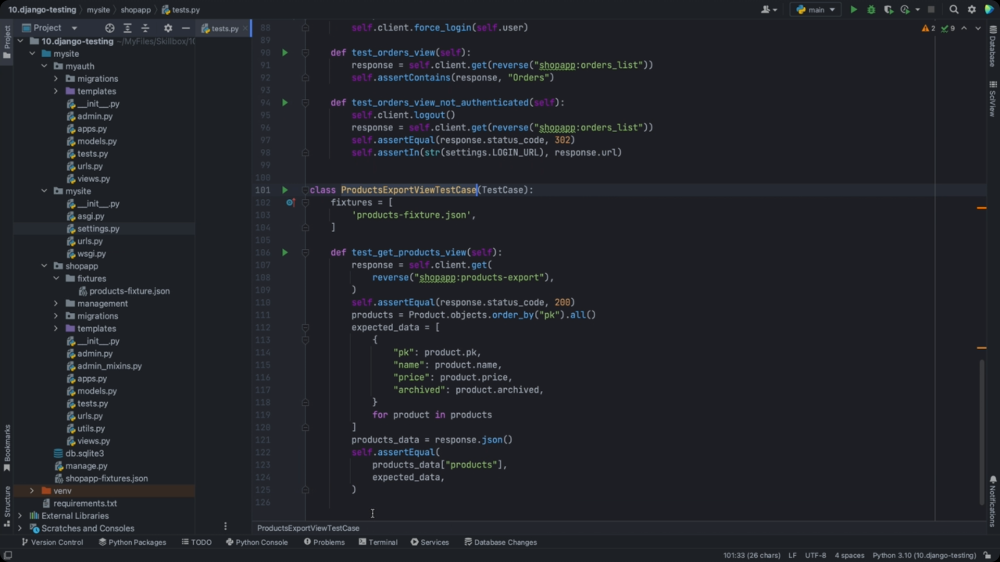 10.django-testing mysite shopapp tests.py
main
Project
tests.py
10.django-testing ~/MyFiles/Skillbox/10
mysite
myauth
migrations
templates
__init__.py
admin.py
apps.py
models.py
tests.py
urls.py
views.py
mysite
__init__.py
asgi.py
settings.py
urls.py
wsgi.py
shopapp
fixtures
products-fixture.json
management
migrations
templates
__init__.py
admin.py
admin_mixins.py
apps.py
models.py
tests.py
urls.py
utils.py
views.py
db.sqlite3
manage.py
shopapp-fixtures.json
venv
requirements.txt
External Libraries
Scratches and Consoles
Project
Bookmarks
Structure
2 9
88 self.client.force_login(self.user)
89
90 def test_orders_view(self):
91 response = self.client.get(reverse("shopapp:orders_list"))
92 self.assertContains(response, "Orders")
93
94 def test_orders_view_not_authenticated(self):
95 self.client.logout()
96 response = self.client.get(reverse("shopapp:orders_list"))
97 self.assertEqual(response.status_code, 302)
98 self.assertIn(str(settings.LOGIN_URL), response.url)
99
100
101 class ProductsExportViewTestCase(TestCase):
102 fixtures = [
103 'products-fixture.json',
104 ]
105
106 def test_get_products_view(self):
107 response = self.client.get(
108 reverse("shopapp:products-export"),
109 )
110 self.assertEqual(response.status_code, 200)
111 products = Product.objects.order_by("pk").all()
112 expected_data = [
113 {
114 "pk": product.pk,
115 "name": product.name,
116 "price": product.price,
117 "archived": product.archived,
118 }
119 for product in products
120 ]
121 products_data = response.json()
122 self.assertEqual(
123 products_data["products"],
124 expected_data,
125 )
126
Database
SciView
Notifications
ProductsExportViewTestCase
Version Control Python Packages TODO Python Console Problems Terminal Services Database Changes
101:33 (26 chars) LF UTF-8 4 spaces Python 3.10 (10.django-testing)